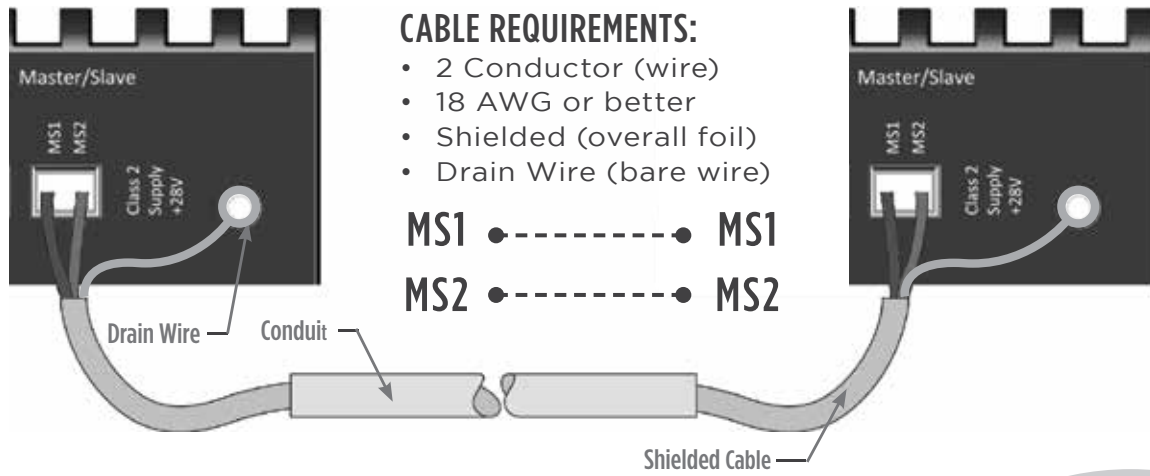 CABLE REQUIREMENTS:
• 2 Conductor (wire)
• 18 AWG or better
• Shielded (overall foil)
• Drain Wire (bare wire)
MS1 MS1
MS2 MS2
Master/Slave
MS1
MS2
Class 2
Supply
+28V
Master/Slave
MS1
MS2
Class 2
Supply
+28V
Drain Wire
Conduit
Shielded Cable